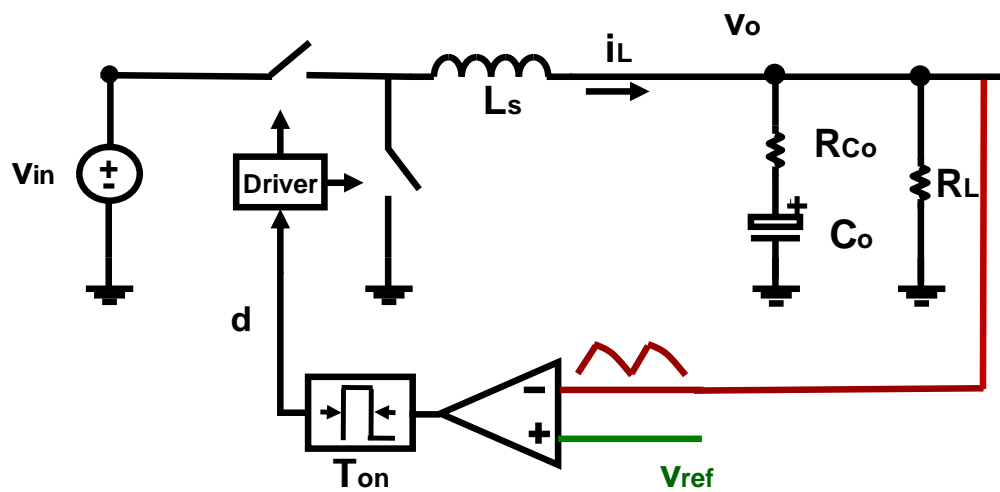 vo
iL
Ls
vin
+
-
Driver
RCo
RL
+
Co
d
-
+
Ton
vref